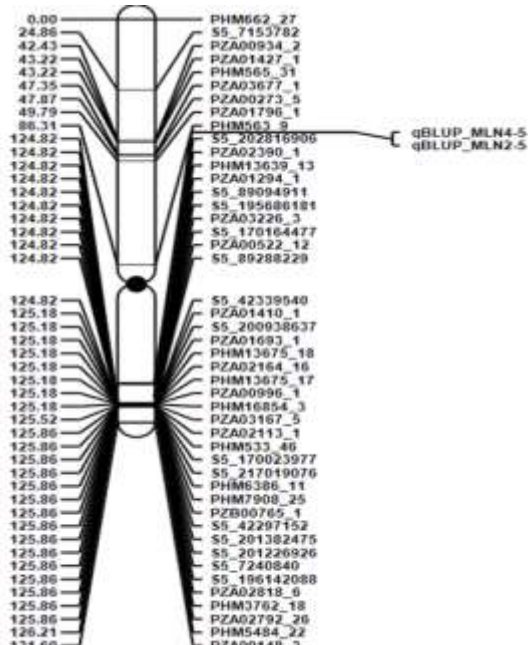 0.00 PHM662_27
24.86 S5_7153782
42.43 PZA00934_2
43.22 PZA01427_1
43.22 PHM565_31
47.35 PZA03677_1
47.87 PZA00273_5
49.79 PZA01796_1
86.31 PHM563_9
124.82 S5_202816906 qBLUP_MLN4-5
124.82 PZA02390_1 qBLUP_MLN2-5
124.82 PHM13639_13
124.82 PZA01294_1
124.82 S5_89094911
124.82 S5_195686181
124.82 PZA03226_3
124.82 S5_170164477
124.82 PZA00522_12
124.82 S5_89288229
124.82 S5_42339540
125.18 PZA01410_1
125.18 S5_200938637
125.18 PZA01693_1
125.18 PHM13675_18
125.18 PZA02164_16
125.18 PHM13675_17
125.18 PZA00996_1
125.18 PHM16854_3
125.52 PZA03167_5
125.86 PZA02113_1
125.86 PHM533_46
125.86 S5_170023977
125.86 S5_217019076
125.86 PHM6386_11
125.86 PHM7908_25
125.86 PZB00765_1
125.86 S5_42297152
125.86 S5_201382475
125.86 S5_201226926
125.86 S5_7240840
125.86 S5_196142088
125.86 PZA02818_6
125.86 PHM3762_18
125.86 PZA02792_26
126.21 PHM5484_22